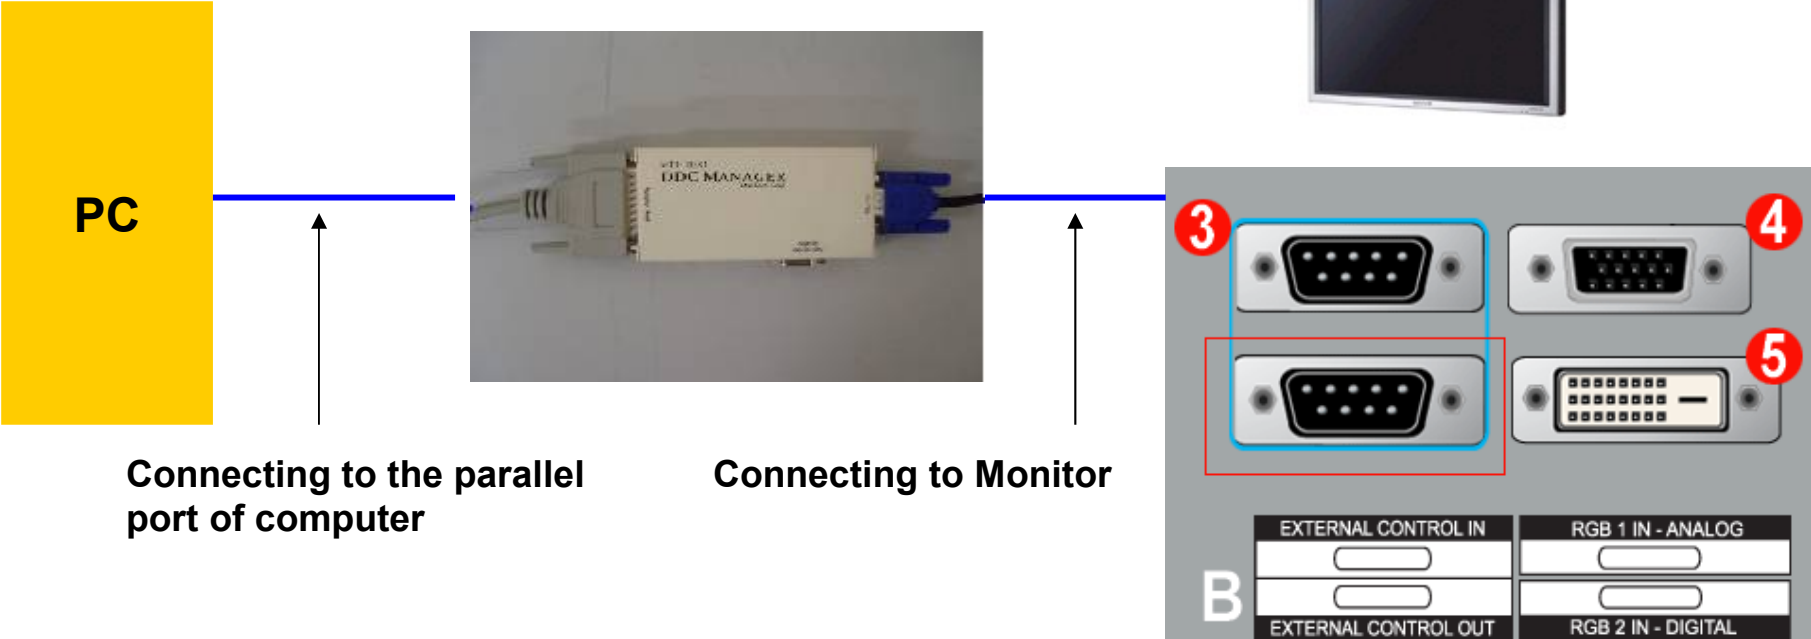 PC
DDC MANAGER
Connecting to the parallel
port of computer
Connecting to Monitor
3
4
5
EXTERNAL CONTROL IN
RGB 1 IN - ANALOG
B
EXTERNAL CONTROL OUT
RGB 2 IN - DIGITAL